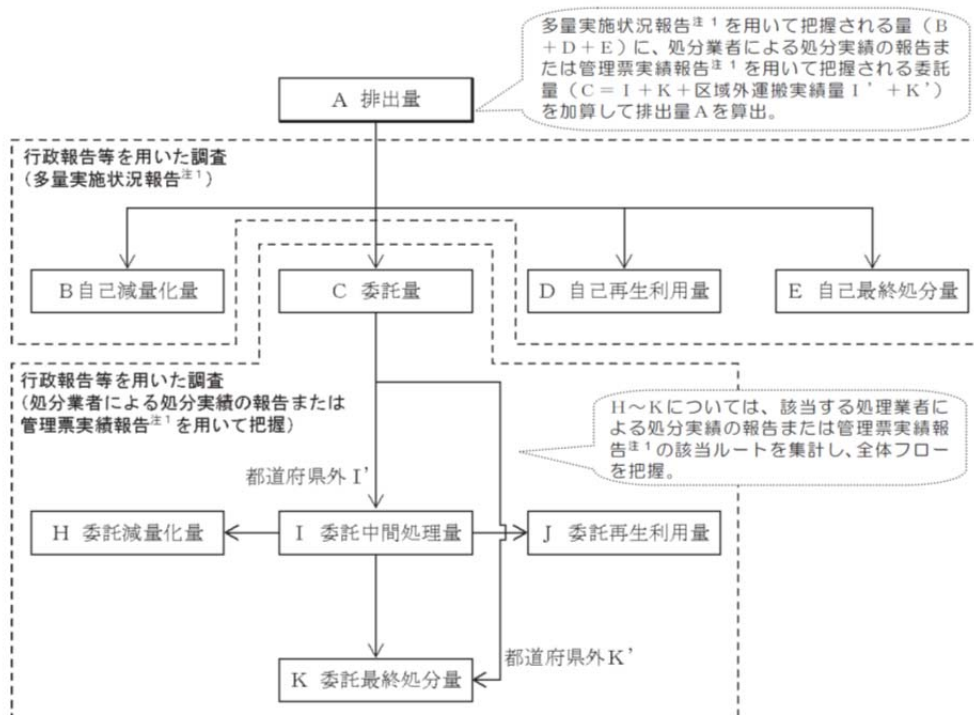 多量実施状況報告注1を用いて把握される量（B
＋D＋E）に、処分業者による処分実績の報告ま
たは管理票実績報告注1を用いて把握される委託
量（C＝I＋K＋区域外運搬実績量I’＋K’）
を加算して排出量Aを算出。
A 排出量
行政報告等を用いた調査
(多量実施状況報告注1)
B自己減量化量
C 委託量
D 自己再生利用量
E 自己最終処分量
行政報告等を用いた調査
(処分業者による処分実績の報告または
管理票実績報告注1を用いて把握)
H～Kについては、該当する処理業者に
よる処分実績の報告または管理票実績報
告注1の該当ルートを集計し、全体フロー
を把握。
都道府県外I’
H 委託減量化量
I 委託中間処理量
J 委託再生利用量
都道府県外K’
K 委託最終処分量